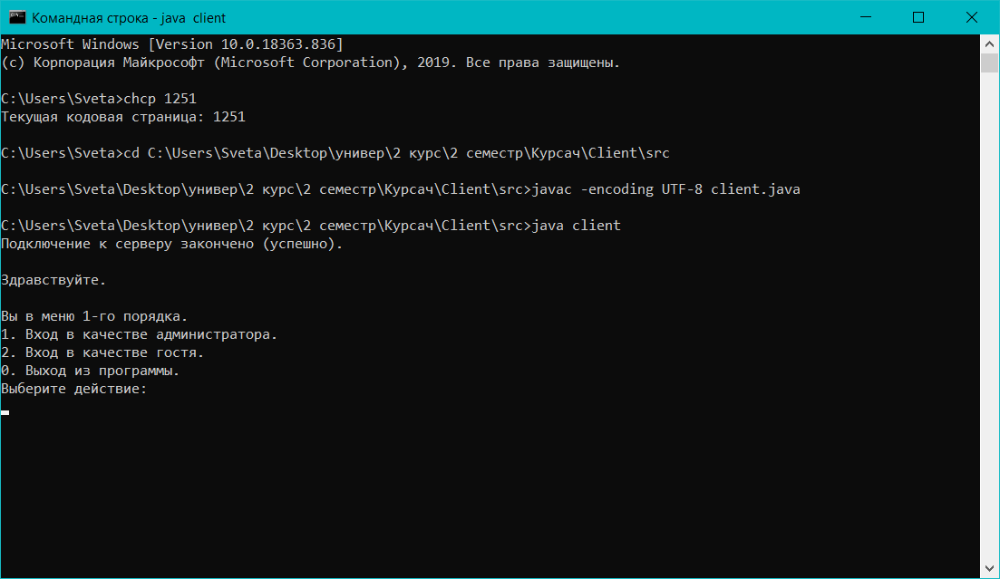 Командная строка - java  client
Microsoft Windows [Version 10.0.18363.836]
(c) Корпорация Майкрософт (Microsoft Corporation), 2019. Все права защищены.
C:\Users\Sveta>chcp 1251
Текущая кодовая страница: 1251
C:\Users\Sveta>cd C:\Users\Sveta\Desktop\универ\2 курс\2 семестр\Курсач\Client\src
C:\Users\Sveta\Desktop\универ\2 курс\2 семестр\Курсач\Client\src>javac -encoding UTF-8 client.java
C:\Users\Sveta\Desktop\универ\2 курс\2 семестр\Курсач\Client\src>java client
Подключение к серверу закончено (успешно).
Здравствуйте.
Вы в меню 1-го порядка.
1. Вход в качестве администратора.
2. Вход в качестве гостя.
0. Выход из программы.
Выберите действие: